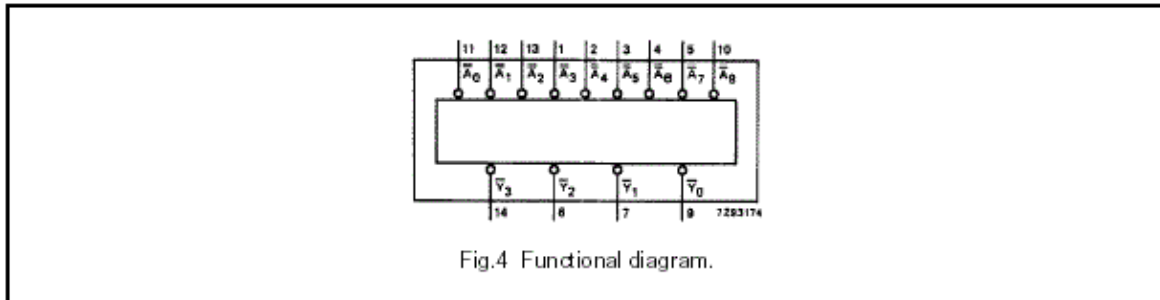 11 12 13 1 2 3 4 5 10
A̅0 A̅1 A̅2 A̅3 A̅4 A̅5 A̅6 A̅7 A̅8
Y̅3 Y̅2 Y̅1 Y̅0
14 6 7 9 7Z93174
Fig.4 Functional diagram.